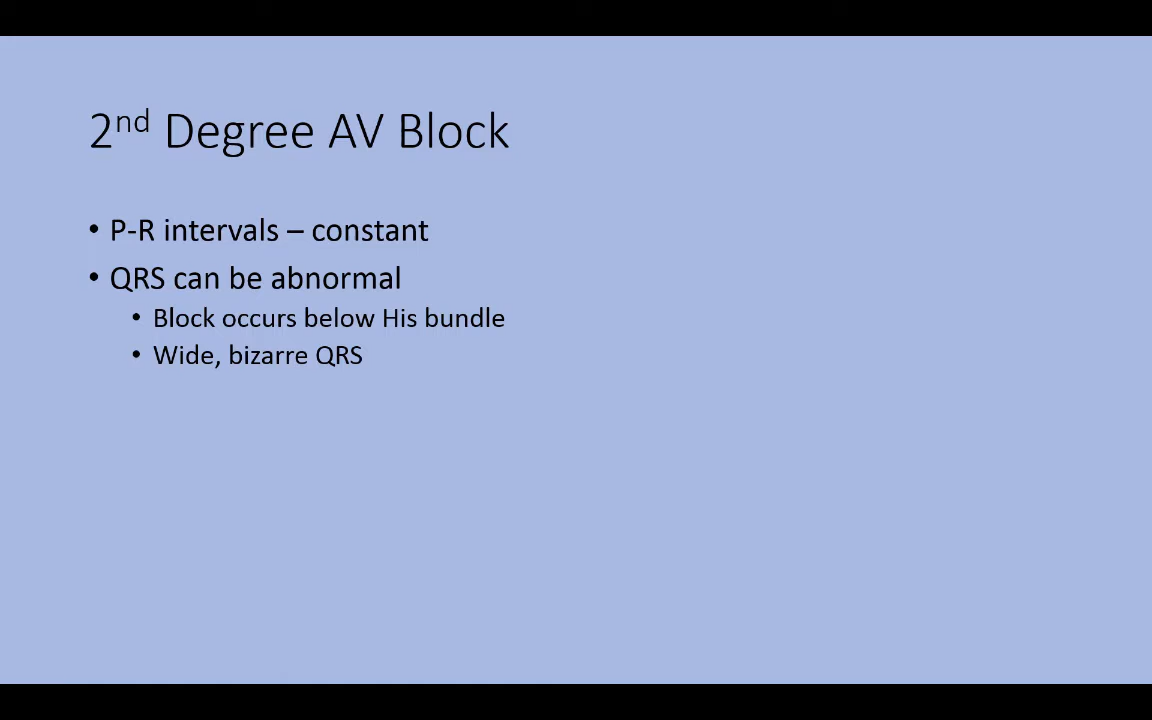 2nd Degree AV Block
• P-R intervals – constant
• QRS can be abnormal
• Block occurs below His bundle
• Wide, bizarre QRS